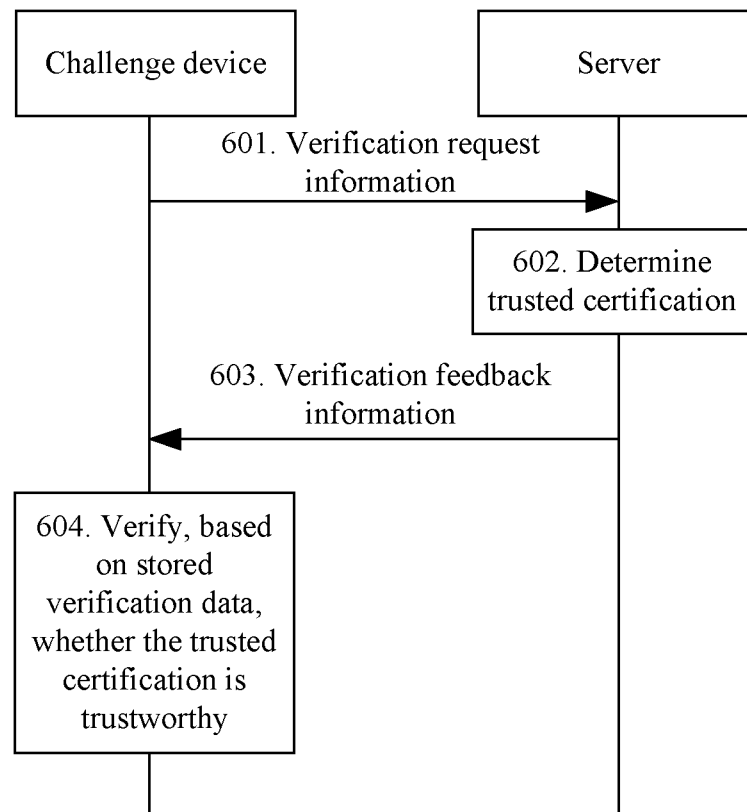 Challenge device
Server
601. Verification request
information
602. Determine
trusted certification
603. Verification feedback
information
604. Verify, based
on stored
verification data,
whether the trusted
certification is
trustworthy